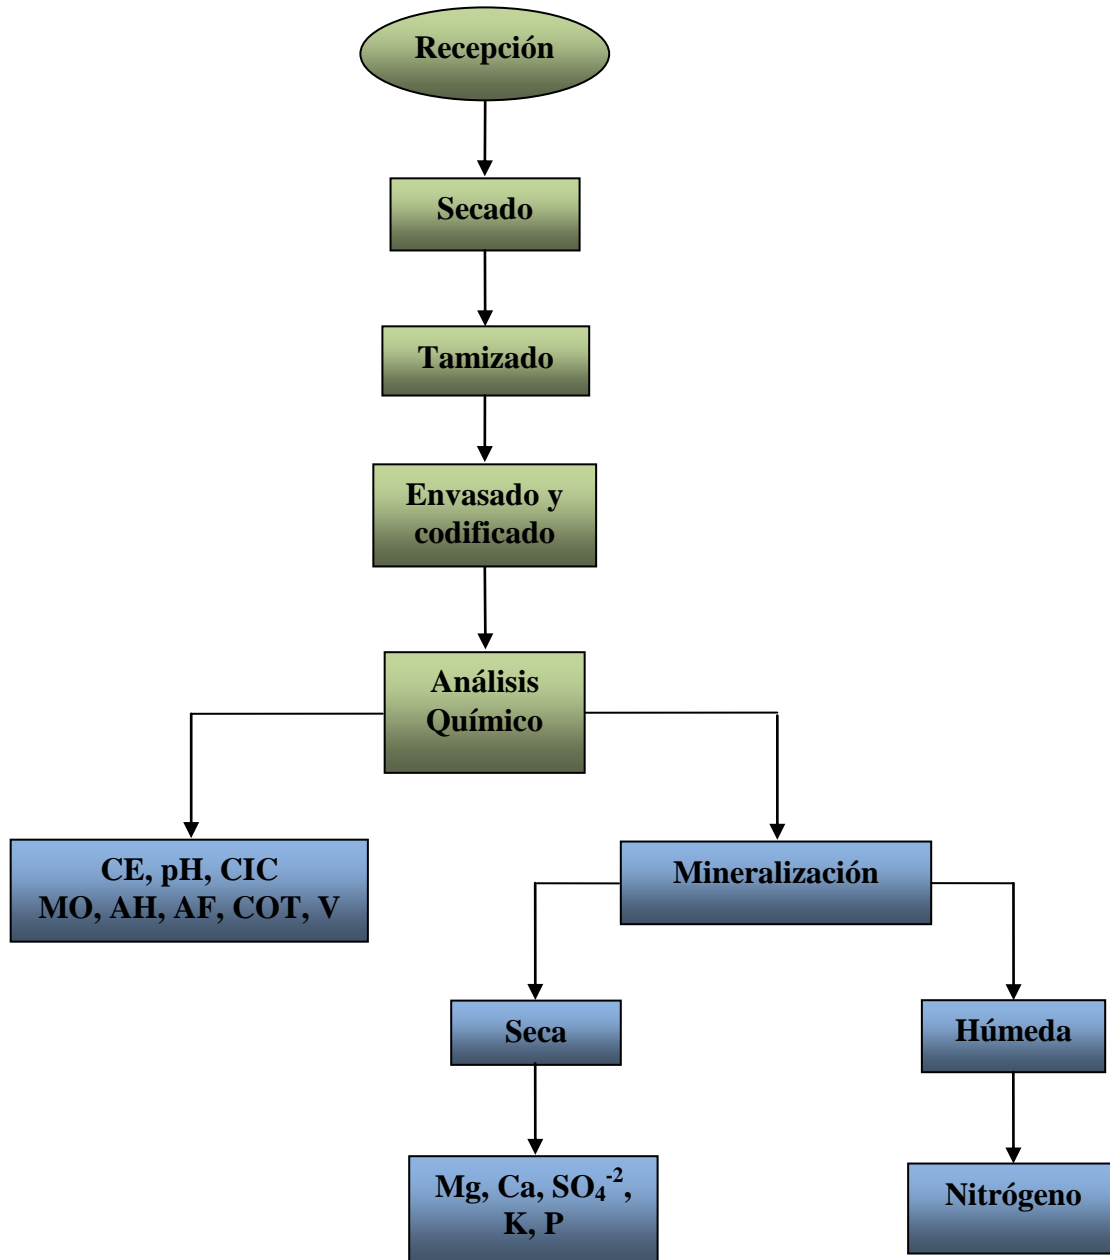 Recepción
Secado
Tamizado
Envasado y
codificado
Análisis
Químico
CE, pH, CIC
MO, AH, AF, COT, V
Mineralización
Seca
Húmeda
Mg, Ca, SO₄⁻²,
K, P
Nitrógeno